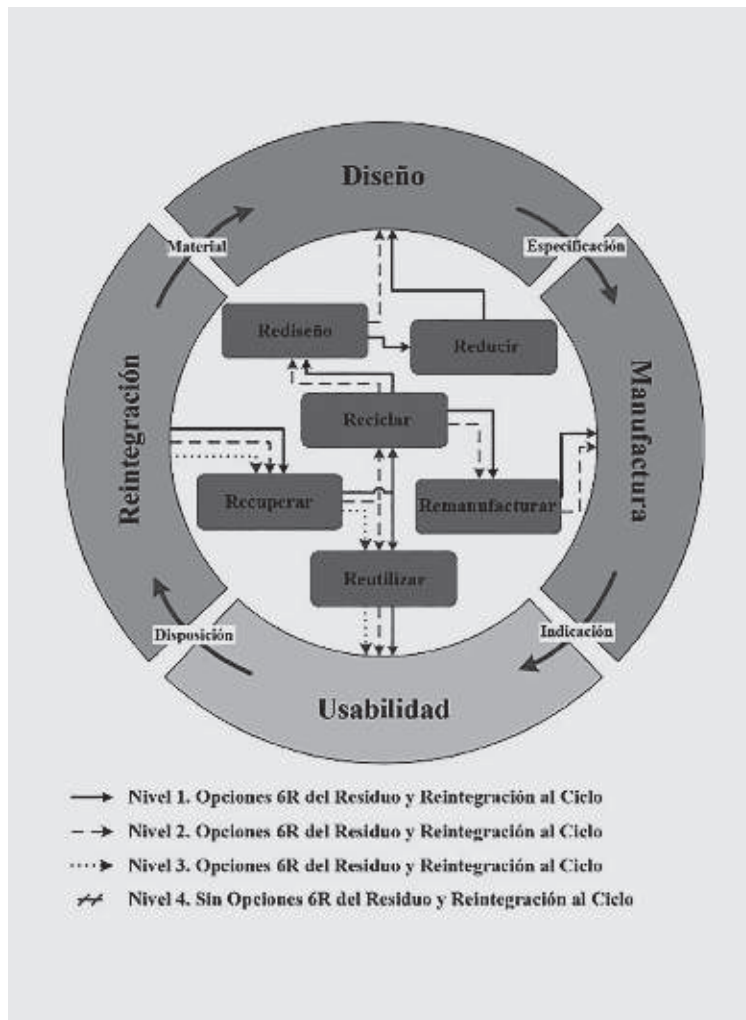 Diseño
Material
Especificación
Rediseño
Reducir
Reintegración
Manufactura
Reciclar
Recuperar
Remanufacturar
Reutilizar
Disposición
Indicación
Usabilidad
Nivel 1. Opciones 6R del Residuo y Reintegración al Ciclo
Nivel 2. Opciones 6R del Residuo y Reintegración al Ciclo
Nivel 3. Opciones 6R del Residuo y Reintegración al Ciclo
Nivel 4. Sin Opciones 6R del Residuo y Reintegración al Ciclo